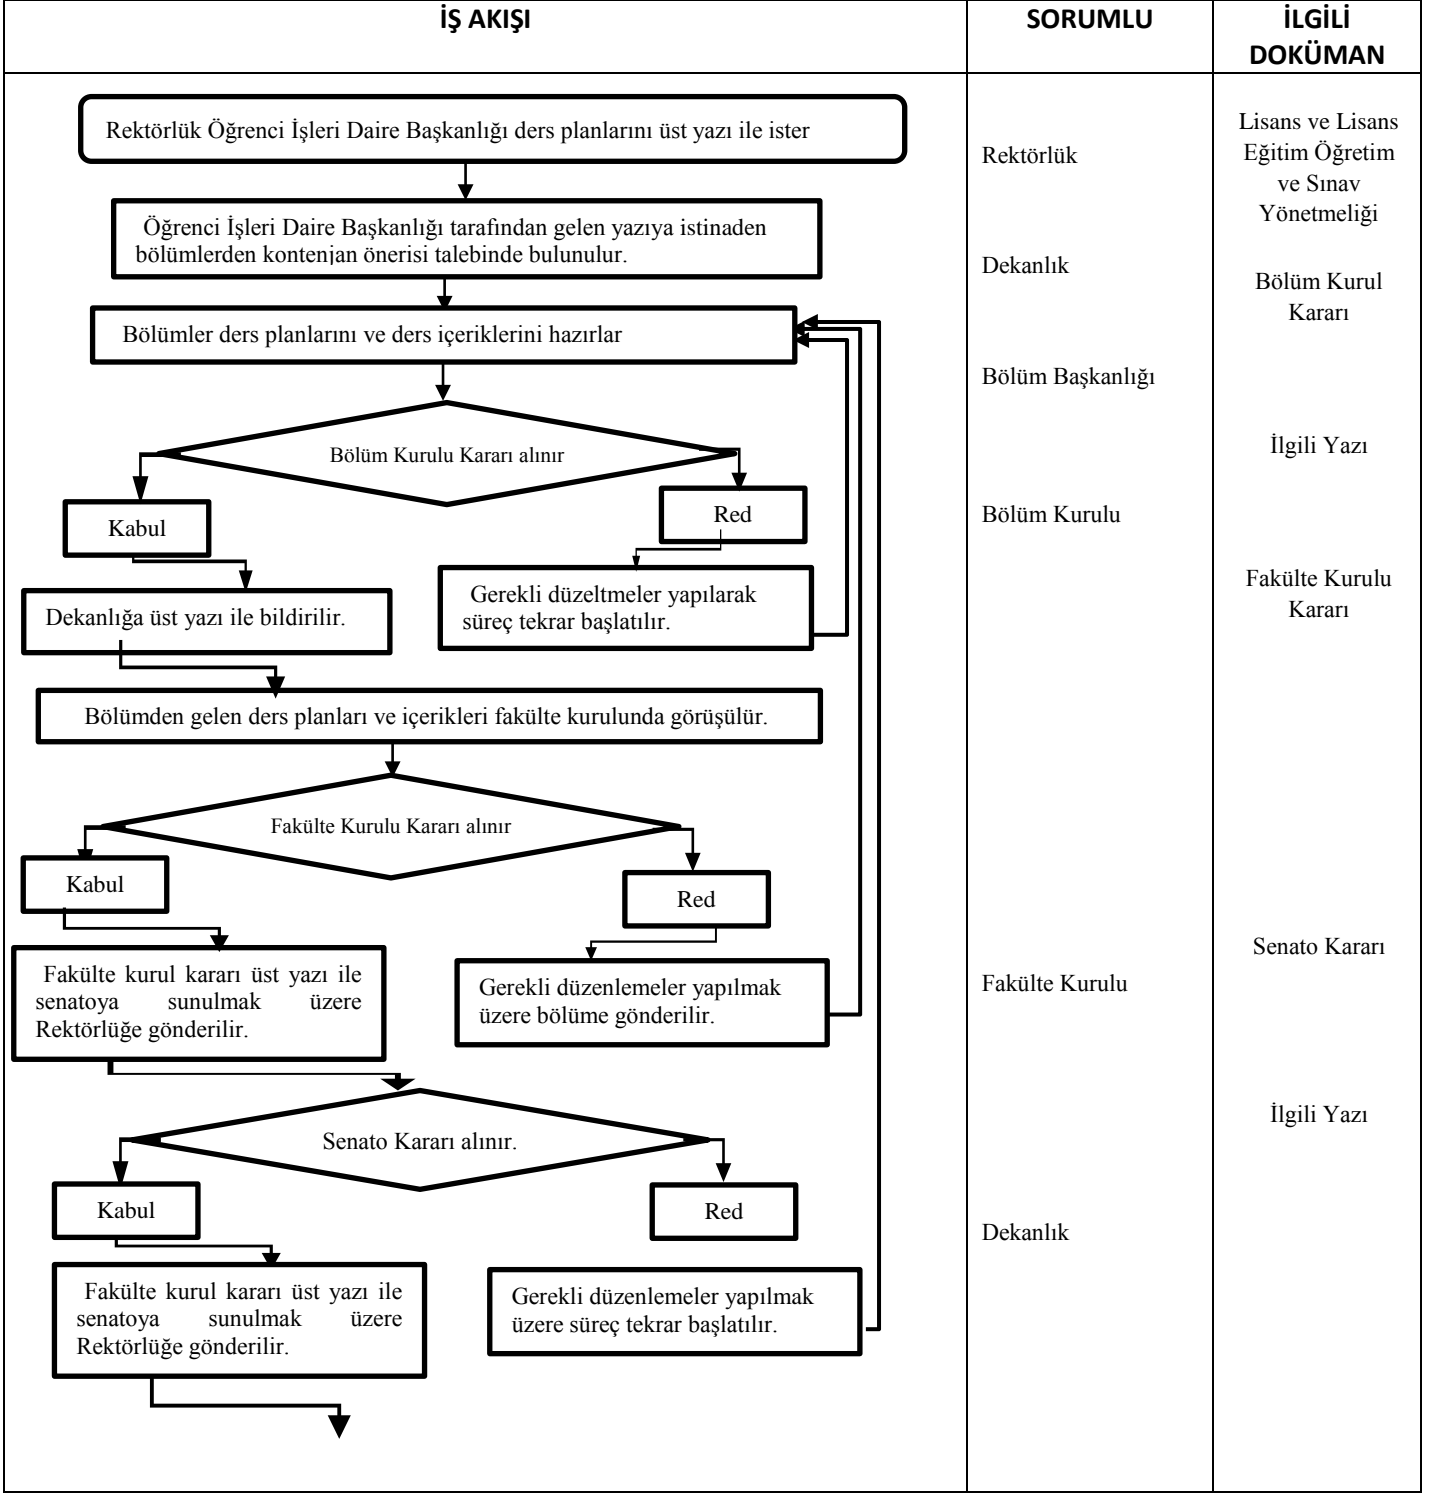 İŞ AKIŞI
SORUMLU
İLGİLİ
DOKÜMAN
Rektörlük Öğrenci İşleri Daire Başkanlığı ders planlarını üst yazı ile ister
Öğrenci İşleri Daire Başkanlığı tarafından gelen yazıya istinaden
bölümlerden kontenjan önerisi talebinde bulunulur.
Bölümler ders planlarını ve ders içeriklerini hazırlar
Bölüm Kurulu Kararı alınır
Kabul
Red
Dekanlığa üst yazı ile bildirilir.
Gerekli düzeltmeler yapılarak
süreç tekrar başlatılır.
Bölümden gelen ders planları ve içerikleri fakülte kurulunda görüşülür.
Fakülte Kurulu Kararı alınır
Kabul
Red
Fakülte kurul kararı üst yazı ile
senatoya sunulmak üzere
Rektörlüğe gönderilir.
Gerekli düzenlemeler yapılmak
üzere bölüme gönderilir.
Senato Kararı alınır.
Kabul
Red
Fakülte kurul kararı üst yazı ile
senatoya sunulmak üzere
Rektörlüğe gönderilir.
Gerekli düzenlemeler yapılmak
üzere süreç tekrar başlatılır.
Rektörlük
Dekanlık
Bölüm Başkanlığı
Bölüm Kurulu
Fakülte Kurulu
Dekanlık
Lisans ve Lisans
Eğitim Öğretim
ve Sınav
Yönetmeliği
Bölüm Kurul
Kararı
İlgili Yazı
Fakülte Kurulu
Kararı
Senato Kararı
İlgili Yazı